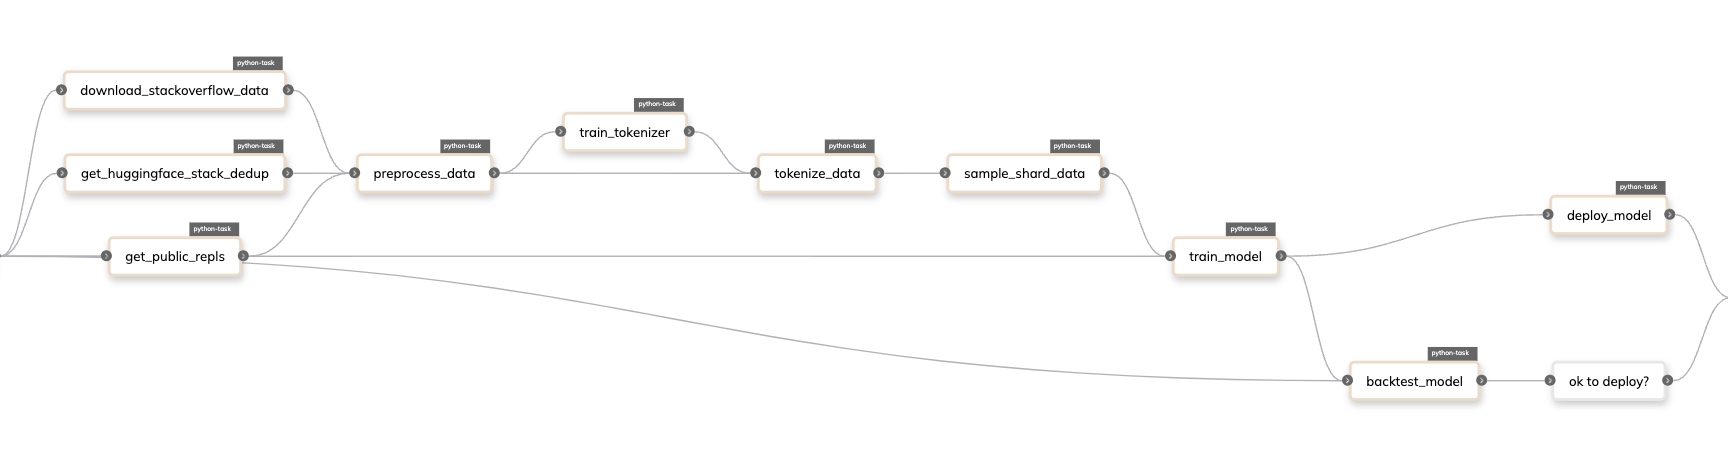 python-task
download_stackoverflow_data
python-task
train_tokenizer
python-task
get_huggingface_stack_dedup
python-task
preprocess_data
python-task
tokenize_data
python-task
sample_shard_data
python-task
deploy_model
python-task
get_public_repls
python-task
train_model
python-task
backtest_model
ok to deploy?